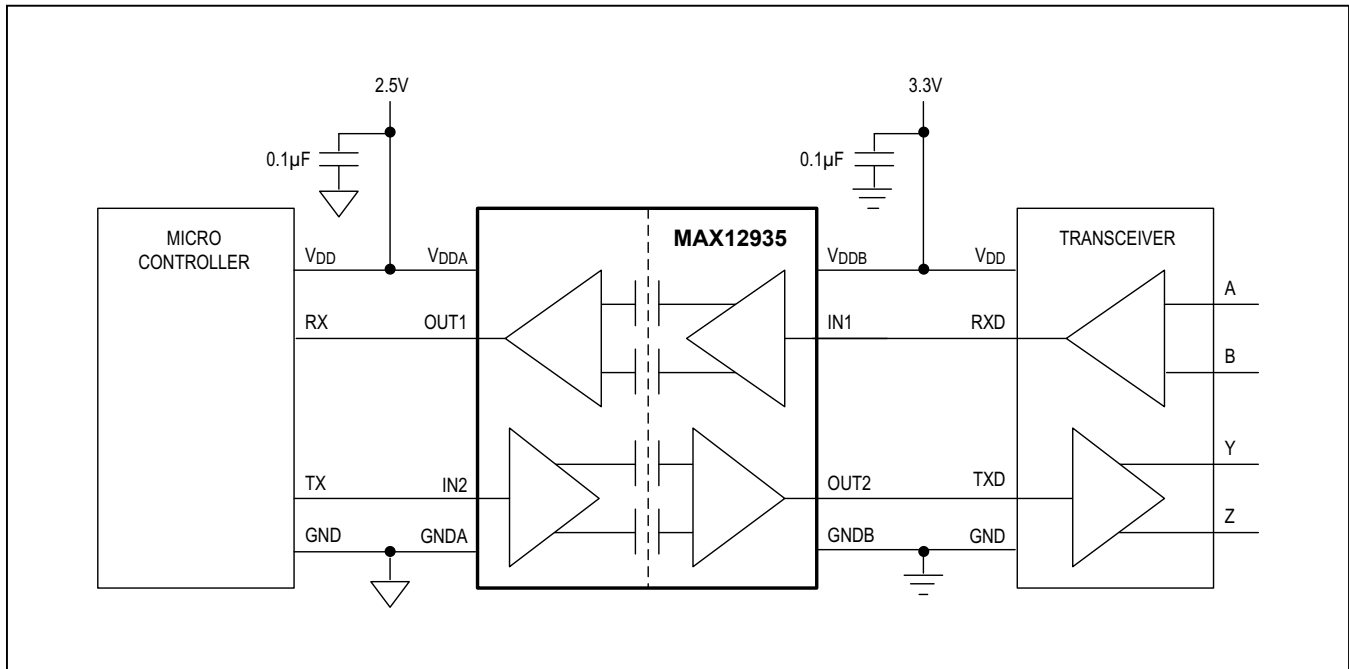 2.5V
3.3V
0.1µF
0.1µF
MICRO
CONTROLLER
VDD
VDDA
MAX12935
VDDB
VDD
TRANSCEIVER
A
RX
OUT1
IN1
RXD
B
Y
TX
IN2
OUT2
TXD
Z
GND
GNDA
GNDB
GND